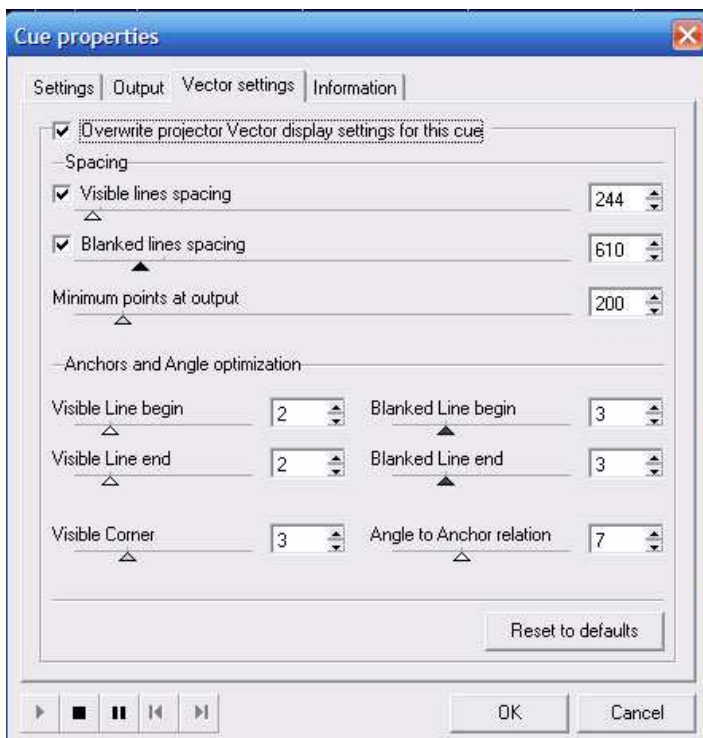 Cue properties
Settings Output Vector settings Information
Overwrite projector Vector display settings for this cue
Spacing
Visible lines spacing 244
Blanked lines spacing 610
Minimum points at output 200
Anchors and Angle optimization
Visible Line begin 2 Blanked Line begin 3
Visible Line end 2 Blanked Line end 3
Visible Corner 3 Angle to Anchor relation 7
Reset to defaults
OK Cancel